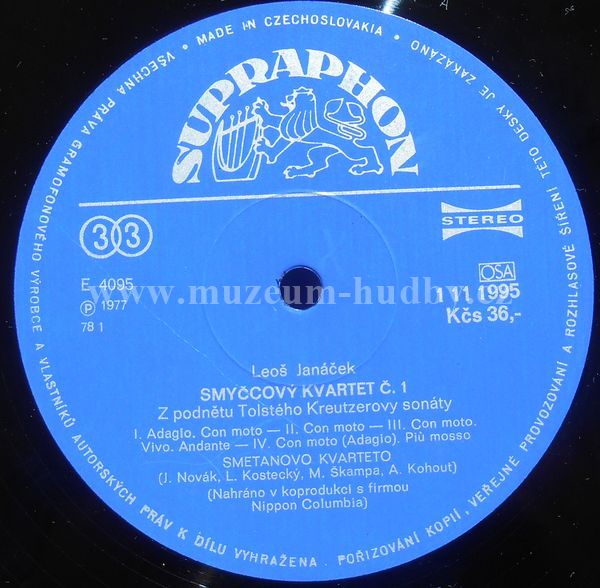 VŠECHNA PRÁVA GRAMOFONOVÉHO VÝROBCE A VLASTNÍKŮ AUTORSKÝCH PRÁV K DÍLU VYHRAŽENA. POŘIZOVÁNÍ KOPIÍ, VEŘEJNÉ PROVOZOVÁNÍ A ROZHLASOVÉ ŠÍŘENÍ TÉTO DESKY JE ZAKÁZÁNO • MADE IN CZECHOSLOVAKIA •
SUPRAPHON
33
STEREO
E 4095
Ⓟ 1977
78 1
OSA
1 11 1995
Kčs 36,-
www.muzeum-hudby.cz
Leoš Janáček
SMYČCOVÝ KVARTET Č. 1
Z podnětu Tolstého Kreutzerovy sonáty
I. Adagio. Con moto — II. Con moto — III. Con moto.
Vivo. Andante — IV. Con moto (Adagio). Più mosso
SMETANOVO KVARTETO
(J. Novák, L. Kostecký, M. Škampa, A. Kohout)
(Nahráno v koprodukci s firmou
Nippon Columbia)